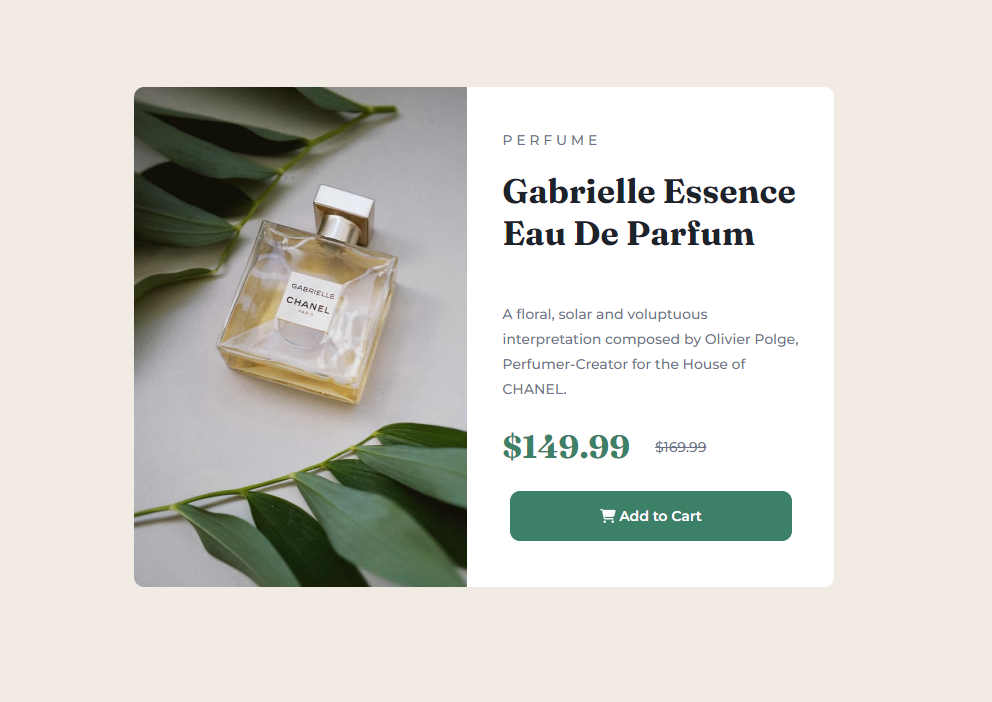 GABRIELLE
CHANEL
PARIS
PERFUME
Gabrielle Essence
Eau De Parfum
A floral, solar and voluptuous
interpretation composed by Olivier Polge,
Perfumer-Creator for the House of
CHANEL.
$149.99 $169.99
Add to Cart